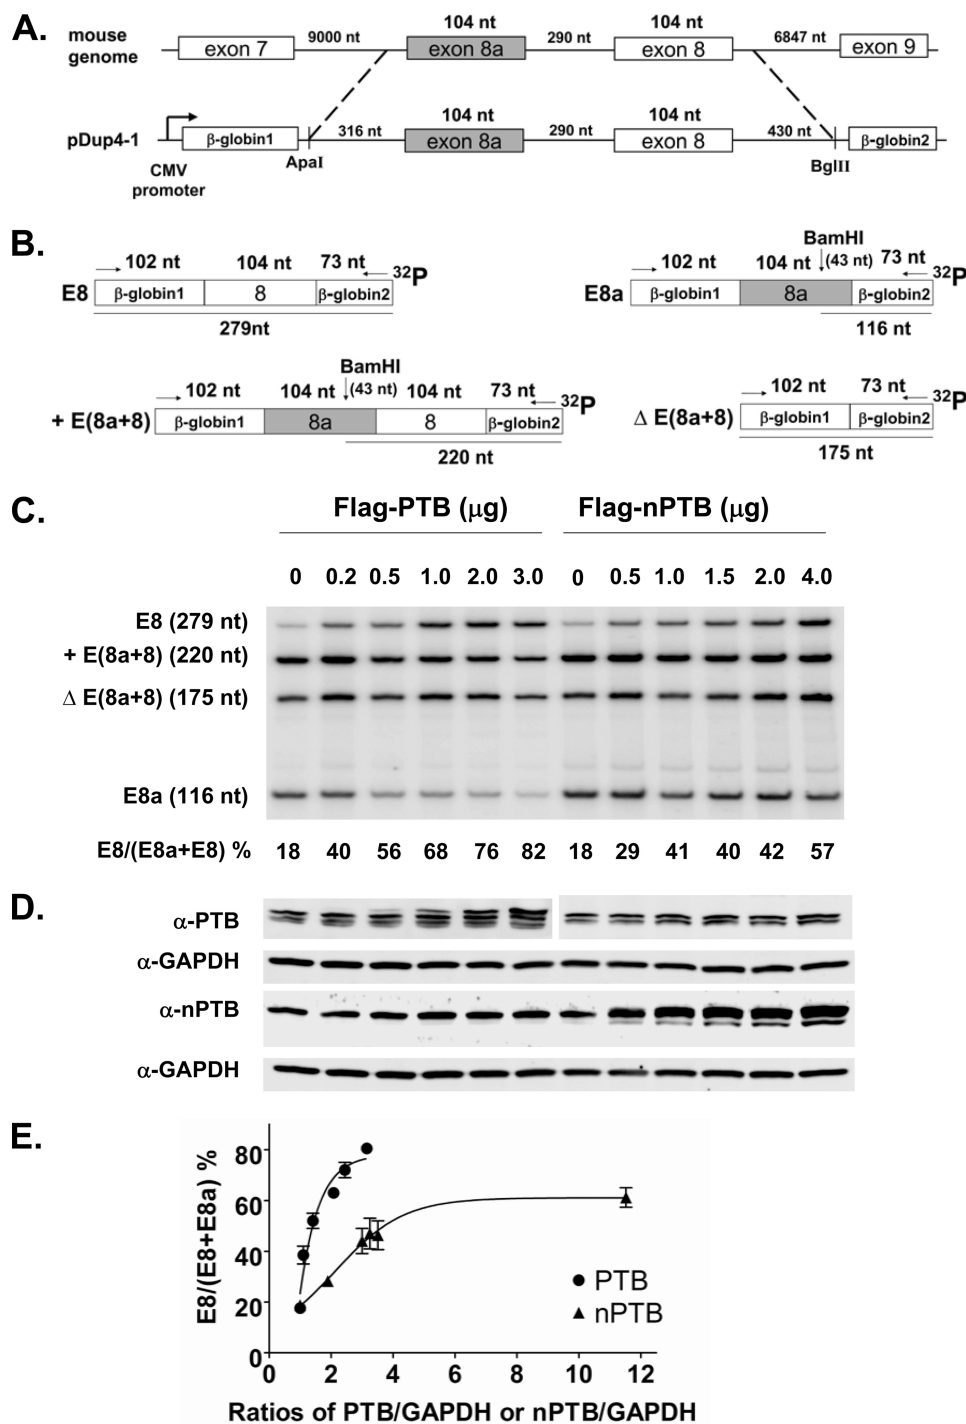 A.
mouse genome
exon 7
9000 nt
104 nt
exon 8a
290 nt
104 nt
exon 8
6847 nt
exon 9
pDup4-1
CMV promoter
β-globin1
ApaI
316 nt
104 nt
exon 8a
290 nt
104 nt
exon 8
430 nt
BglII
β-globin2
B.
E8
102 nt 104 nt 73 nt
β-globin1 8 β-globin2
32P
279nt
E8a
BamHI
102 nt 104 nt (43 nt) 73 nt
β-globin1 8a β-globin2
32P
116 nt
+ E(8a+8)
BamHI
102 nt 104 nt (43 nt) 104 nt 73 nt
β-globin1 8a 8 β-globin2
32P
220 nt
Δ E(8a+8)
102 nt 73 nt
β-globin1 β-globin2
32P
175 nt
C.
Flag-PTB (μg) Flag-nPTB (μg)
0 0.2 0.5 1.0 2.0 3.0 0 0.5 1.0 1.5 2.0 4.0
E8 (279 nt)
+ E(8a+8) (220 nt)
Δ E(8a+8) (175 nt)
E8a (116 nt)
E8/(E8a+E8) % 18 40 56 68 76 82 18 29 41 40 42 57
D.
α-PTB
α-GAPDH
α-nPTB
α-GAPDH
E.
E8/(E8+E8a) %
80
60
40
20
0
0 2 4 6 8 10 12
PTB
nPTB
Ratios of PTB/GAPDH or nPTB/GAPDH